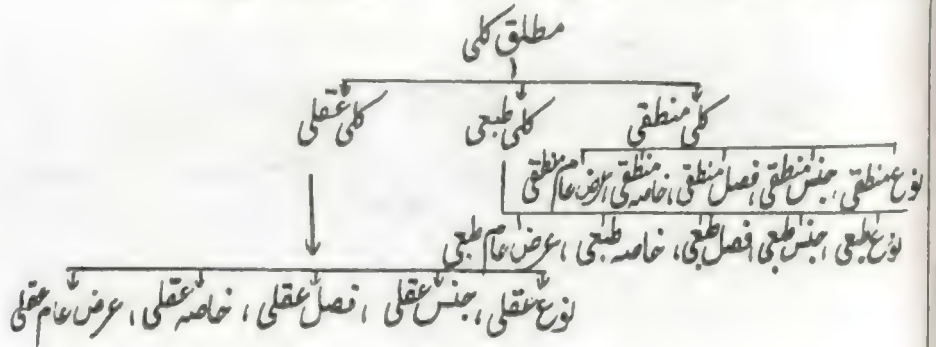 مطلق کلی
کلی منطقی کلی طبعی کلی عقلی
نوع منطقی، جنس منطقی، فصل منطقی، خاصہ منطقی، عرض عام منطقی
نوع طبعی، جنس طبعی، فصل طبعی، خاصہ طبعی، عرض عام طبعی
نوع عقلی، جنس عقلی، فصل عقلی، خاصہ عقلی، عرض عام عقلی